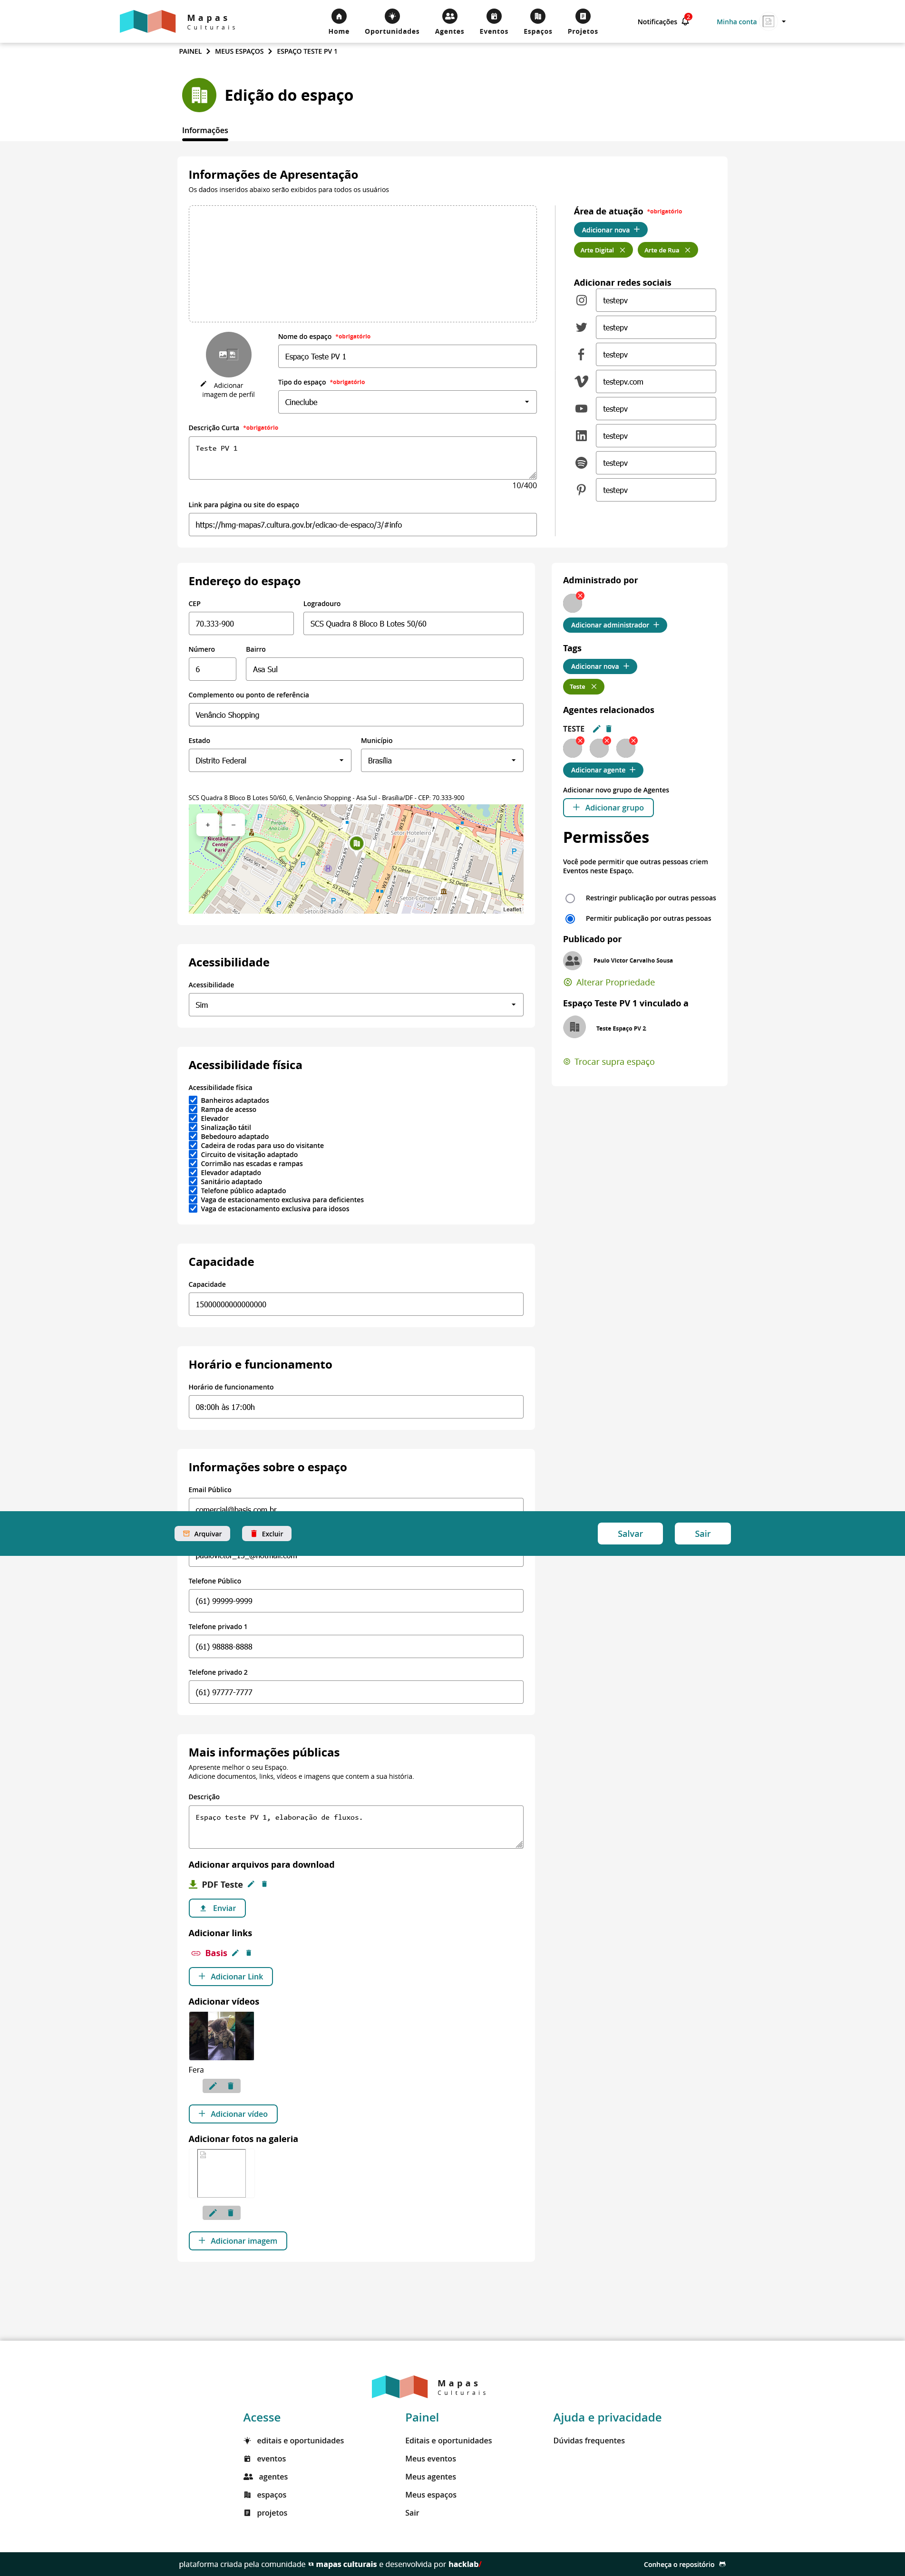 Mapas
Culturais
Home
Oportunidades
Agentes
Eventos
Espaços
Projetos
Notificações
2
Minha conta
PAINEL > MEUS ESPAÇOS > ESPAÇO TESTE PV 1
Edição do espaço
Informações
Informações de Apresentação
Os dados inseridos abaixo serão exibidos para todos os usuários
Adicionar
imagem de perfil
Nome do espaço *obrigatório
Espaço Teste PV 1
Tipo do espaço *obrigatório
Cineclube
Descrição Curta *obrigatório
Teste PV 1
10/400
Link para página ou site do espaço
https://hmg-mapas7.cultura.gov.br/edicao-de-espaco/3/#info
Área de atuação *obrigatório
Adicionar nova +
Arte Digital
Arte de Rua
Adicionar redes sociais
testepv
testepv
testepv
testepv.com
testepv
testepv
testepv
testepv
Endereço do espaço
CEP
70.333-900
Logradouro
SCS Quadra 8 Bloco B Lotes 50/60
Número
6
Bairro
Asa Sul
Complemento ou ponto de referência
Venâncio Shopping
Estado
Distrito Federal
Município
Brasília
SCS Quadra 8 Bloco B Lotes 50/60, 6, Venâncio Shopping - Asa Sul - Brasília/DF - CEP: 70.333-900
+
−
Nicolândia
Center
Park
Setor Hoteleiro
Sul
Leaflet
Administrado por
Adicionar administrador +
Tags
Adicionar nova +
Teste
Agentes relacionados
TESTE
Adicionar agente +
Adicionar novo grupo de Agentes
+ Adicionar grupo
Permissões
Você pode permitir que outras pessoas criem
Eventos neste Espaço.
Restringir publicação por outras pessoas
Permitir publicação por outras pessoas
Publicado por
Paulo Victor Carvalho Sousa
Alterar Propriedade
Espaço Teste PV 1 vinculado a
Teste Espaço PV 2
Trocar supra espaço
Acessibilidade
Acessibilidade
Sim
Acessibilidade física
Acessibilidade física
Banheiros adaptados
Rampa de acesso
Elevador
Sinalização tátil
Bebedouro adaptado
Cadeira de rodas para uso do visitante
Circuito de visitação adaptado
Corrimão nas escadas e rampas
Elevador adaptado
Sanitário adaptado
Telefone público adaptado
Vaga de estacionamento exclusiva para deficientes
Vaga de estacionamento exclusiva para idosos
Capacidade
Capacidade
15000000000000000
Horário e funcionamento
Horário de funcionamento
08:00h às 17:00h
Informações sobre o espaço
Email Público
comercial@basis.com.br
Arquivar
Excluir
Salvar
Sair
paulovictor_15_@hotmail.com
Telefone Público
(61) 99999-9999
Telefone privado 1
(61) 98888-8888
Telefone privado 2
(61) 97777-7777
Mais informações públicas
Apresente melhor o seu Espaço.
Adicione documentos, links, vídeos e imagens que contem a sua história.
Descrição
Espaço teste PV 1, elaboração de fluxos.
Adicionar arquivos para download
PDF Teste
Enviar
Adicionar links
Basis
+ Adicionar Link
Adicionar vídeos
Fera
+ Adicionar vídeo
Adicionar fotos na galeria
+ Adicionar imagem
Mapas
Culturais
Acesse
editais e oportunidades
eventos
agentes
espaços
projetos
Painel
Editais e oportunidades
Meus eventos
Meus agentes
Meus espaços
Sair
Ajuda e privacidade
Dúvidas frequentes
plataforma criada pela comunidade mapas culturais e desenvolvida por hacklab/
Conheça o repositório